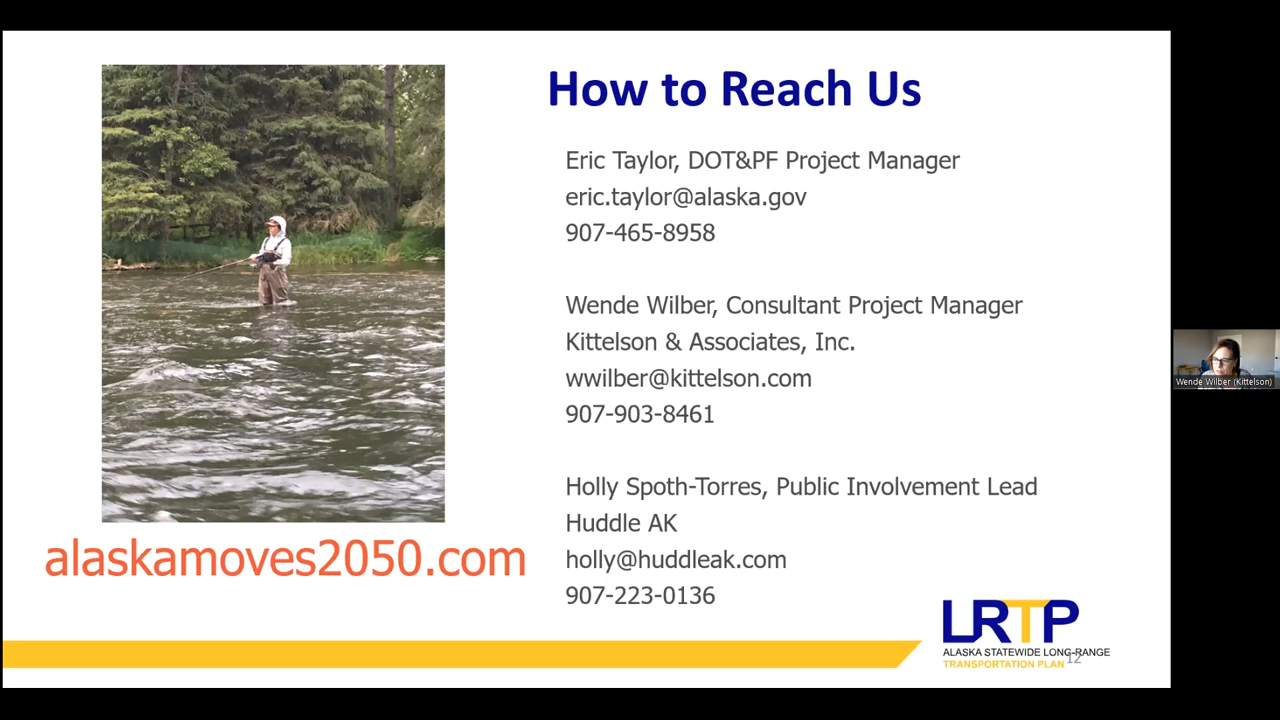 How to Reach Us
Eric Taylor, DOT&PF Project Manager
eric.taylor@alaska.gov
907-465-8958
Wende Wilber, Consultant Project Manager
Kittelson & Associates, Inc.
wwilber@kittelson.com
907-903-8461
Holly Spoth-Torres, Public Involvement Lead
Huddle AK
holly@huddleak.com
907-223-0136
alaskamoves2050.com
LRTP
ALASKA STATEWIDE LONG-RANGE
TRANSPORTATION PLAN
12
Wende Wilber (Kittelson)